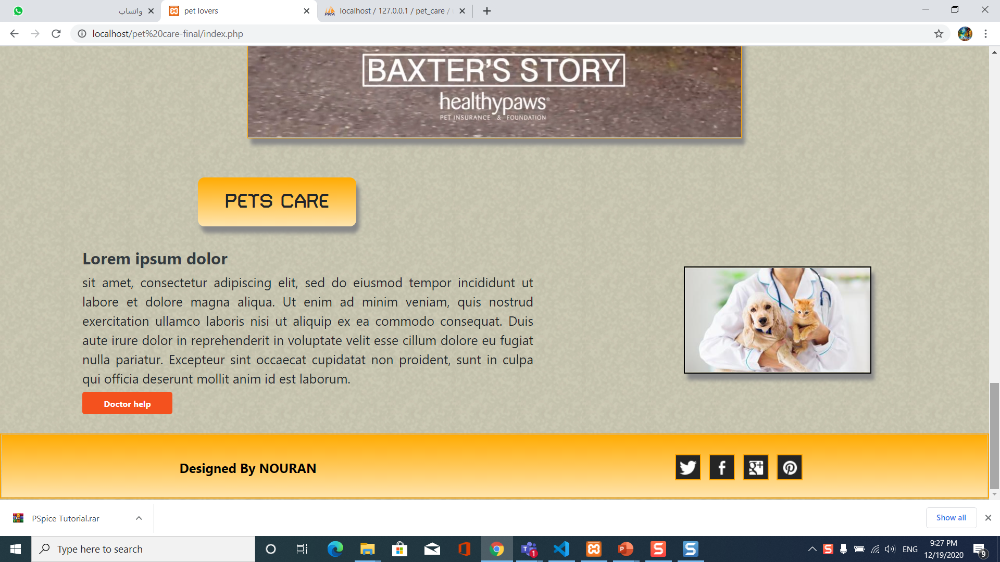 واتساب
pet lovers
localhost / 127.0.0.1 / pet_care /
localhost/pet%20care-final/index.php
BAXTER'S STORY
healthypaws®
PET INSURANCE & FOUNDATION
PETS CARE
Lorem ipsum dolor
sit amet, consectetur adipiscing elit, sed do eiusmod tempor incididunt ut
labore et dolore magna aliqua. Ut enim ad minim veniam, quis nostrud
exercitation ullamco laboris nisi ut aliquip ex ea commodo consequat. Duis
aute irure dolor in reprehenderit in voluptate velit esse cillum dolore eu fugiat
nulla pariatur. Excepteur sint occaecat cupidatat non proident, sunt in culpa
qui officia deserunt mollit anim id est laborum.
Doctor help
Designed By NOURAN
PSpice Tutorial.rar
Show all
Type here to search
1
ENG
9:27 PM
12/19/2020
9